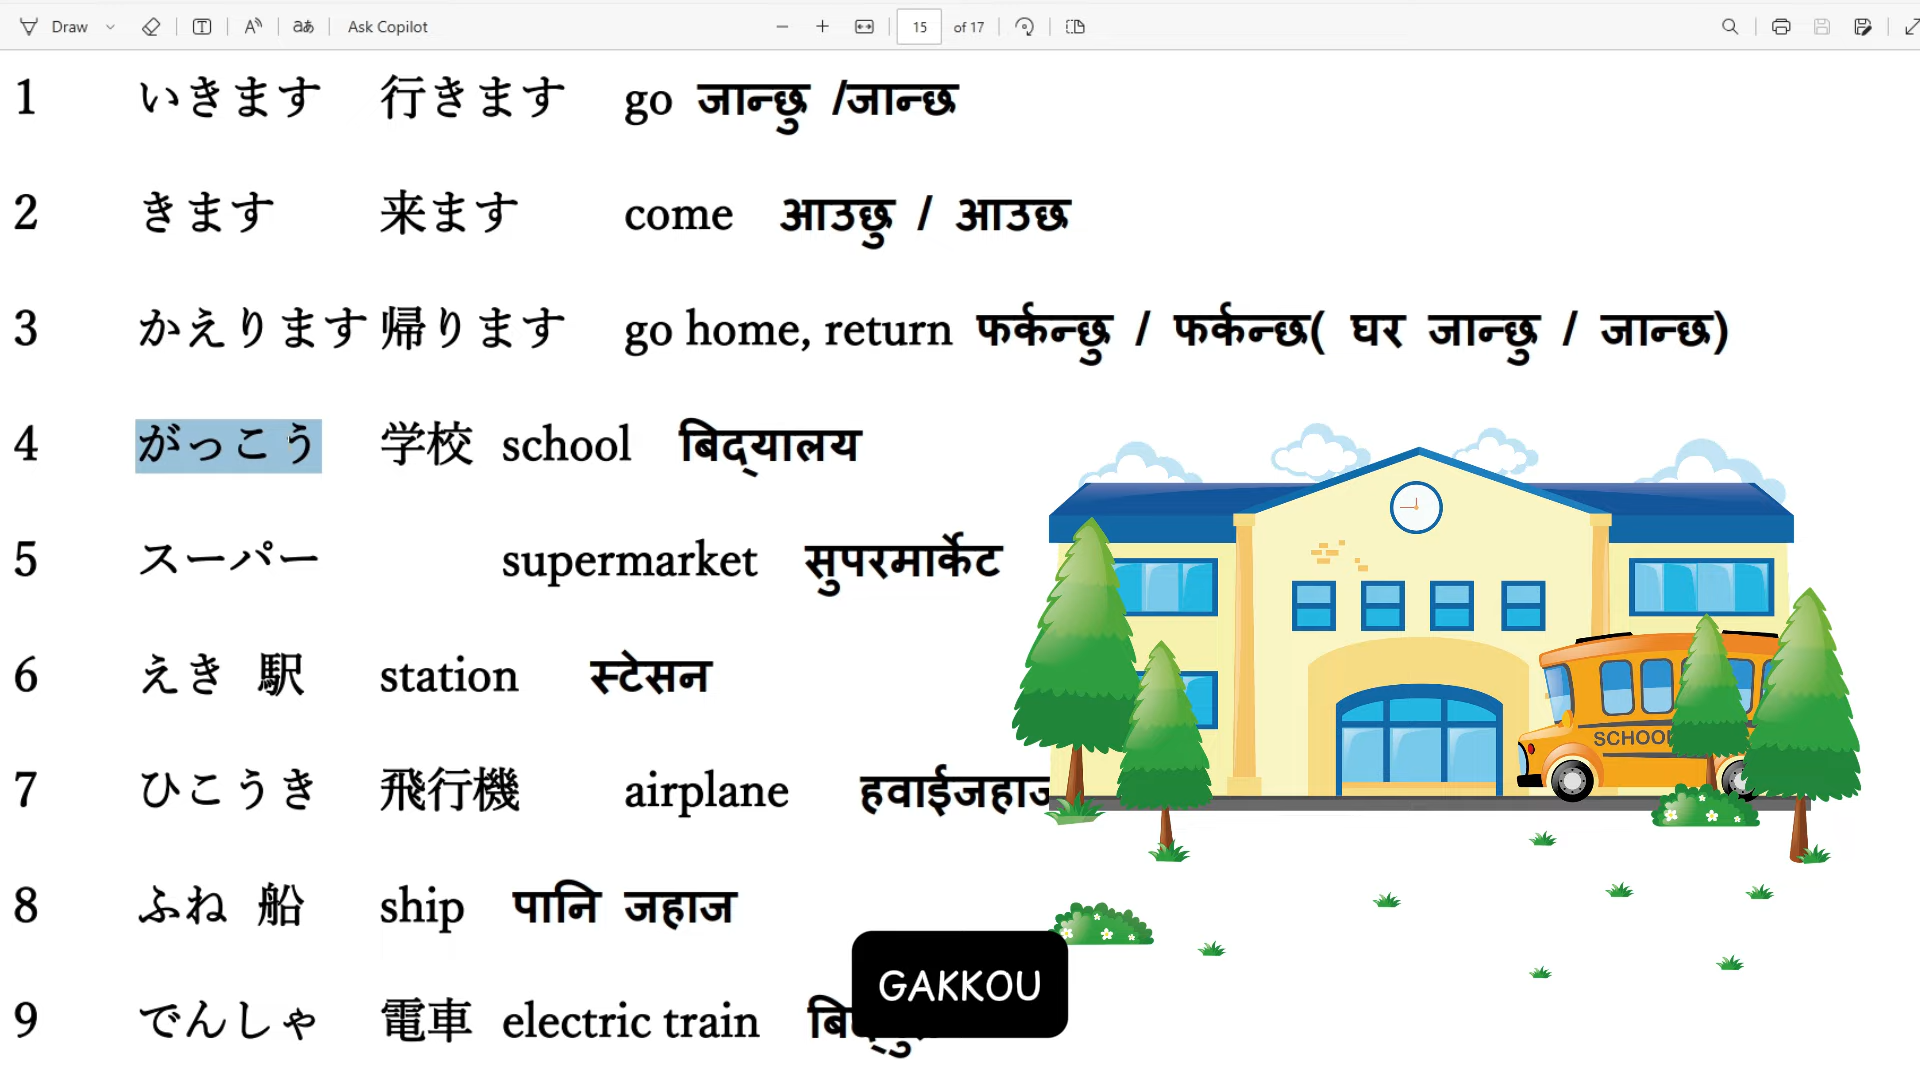 Draw Ask Copilot 15 of 17
1 いきます 行きます go जान्छु /जान्छ
2 きます 来ます come आउछु / आउछ
3 かえります 帰ります go home, return फर्कन्छु / फर्कन्छ( घर जान्छु / जान्छ)
4 がっこう 学校 school बिद्यालय
5 スーパー supermarket सुपरमार्केट
6 えき 駅 station स्टेसन
7 ひこうき 飛行機 airplane हवाईजहाज
8 ふね 船 ship पानि जहाज
9 でんしゃ 電車 electric train
SCHOOL
GAKKOU